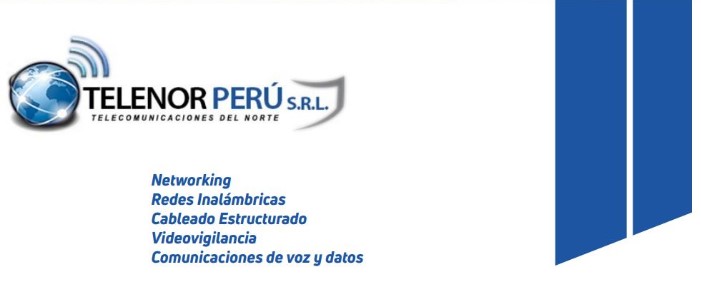 TELENOR PERÚ S.R.L.
TELECOMUNICACIONES DEL NORTE
Networking
Redes Inalámbricas
Cableado Estructurado
Videovigilancia
Comunicaciones de voz y datos